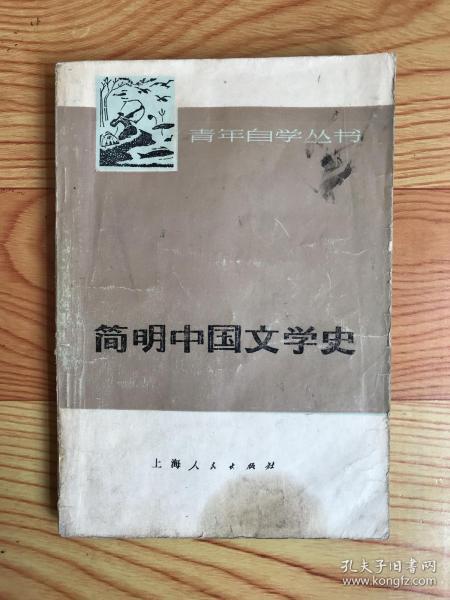 青年自学丛书
简明中国文学史
上海人民出版社
孔夫子旧书网
www.kongfz.com